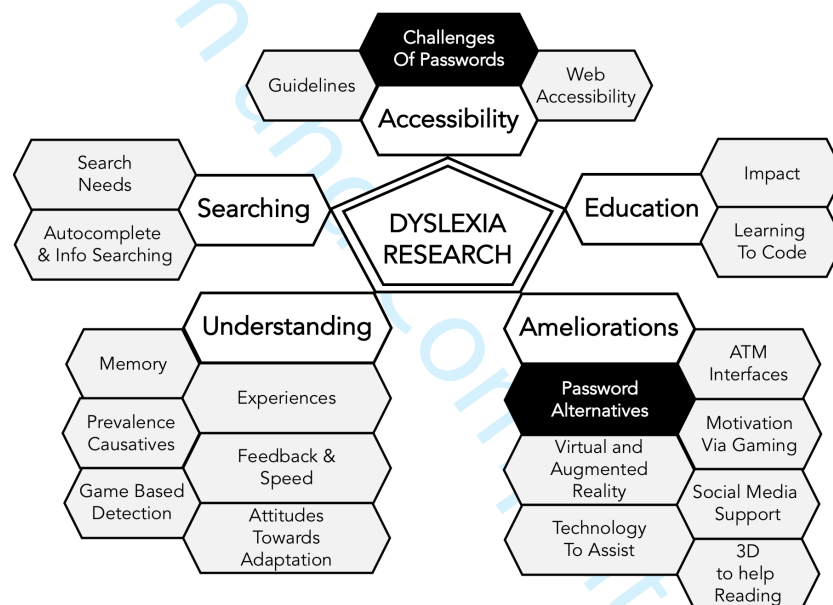 Challenges
Of Passwords
Guidelines
Web
Accessibility
Accessibility
Search
Needs
Searching
Autocomplete
& Info Searching
DYSLEXIA
RESEARCH
Education
Impact
Learning
To Code
Understanding
Memory
Experiences
Prevalence
Causatives
Feedback &
Speed
Game Based
Detection
Attitudes
Towards
Adaptation
Ameliorations
ATM
Interfaces
Password
Alternatives
Motivation
Via Gaming
Virtual and
Augmented
Reality
Social Media
Support
Technology
To Assist
3D
to help
Reading